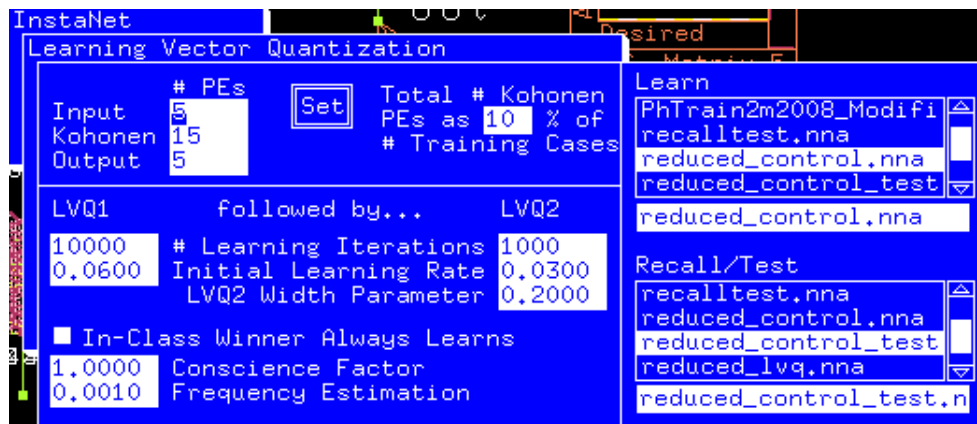 InstaNet
Desired
Learning Vector Quantization
# PEs
Input 5
Kohonen 15
Output 5
Set
Total # Kohonen
PEs as 10 % of
# Training Cases
LVQ1 followed by... LVQ2
10000 # Learning Iterations 1000
0.0600 Initial Learning Rate 0.0300
LVQ2 Width Parameter 0.2000
In-Class Winner Always Learns
1.0000 Conscience Factor
0.0010 Frequency Estimation
Learn
PhTrain2m2008_Modifi
recalltest.nna
reduced_control.nna
reduced_control_test
reduced_control.nna
Recall/Test
recalltest.nna
reduced_control.nna
reduced_control_test
reduced_lvq.nna
reduced_control_test.n